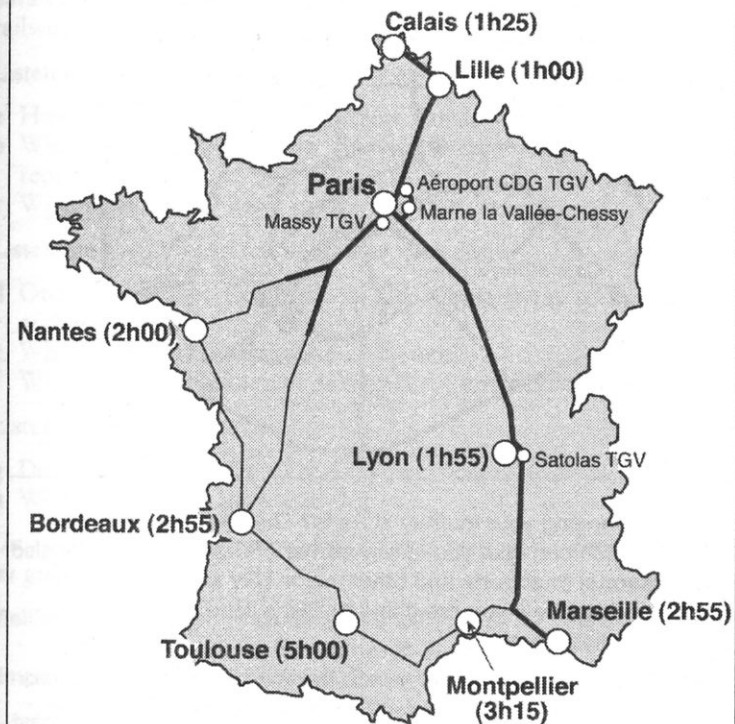 Calais (1h25)
Lille (1h00)
Paris
Aéroport CDG TGV
Marne la Vallée-Chessy
Massy TGV
Nantes (2h00)
Lyon (1h55)
Satolas TGV
Bordeaux (2h55)
Marseille (2h55)
Toulouse (5h00)
Montpellier
(3h15)